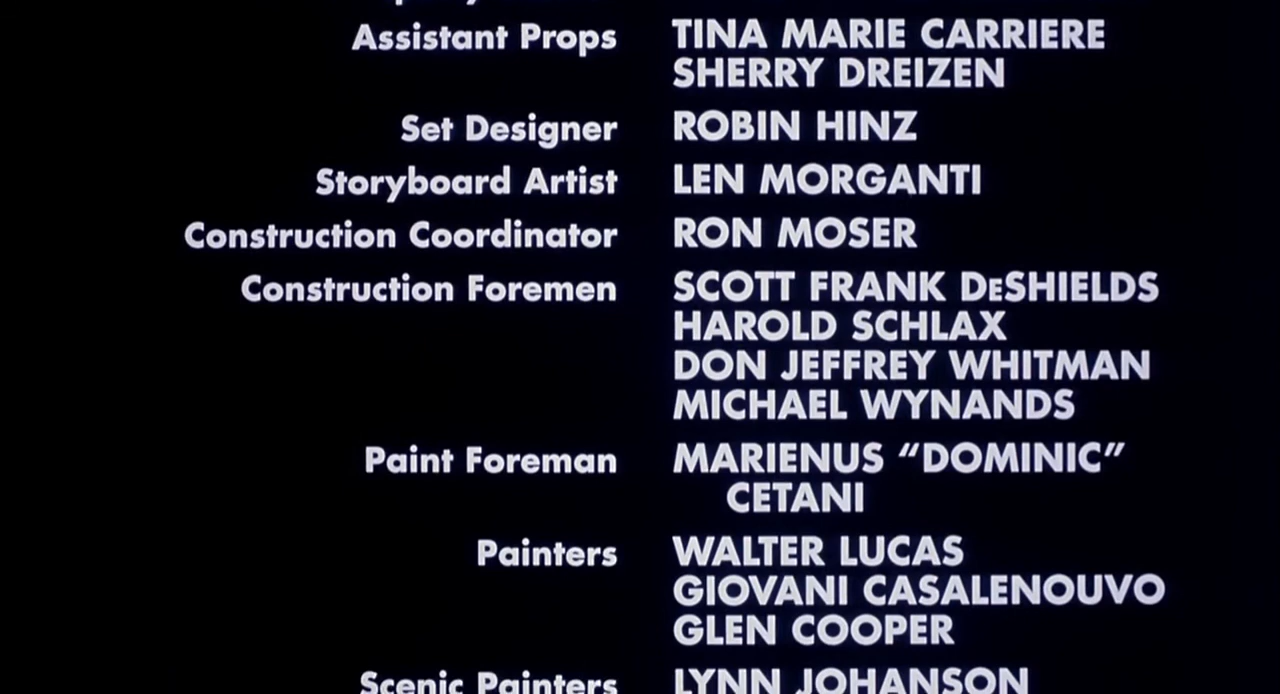 Assistant Props TINA MARIE CARRIERE
SHERRY DREIZEN
Set Designer ROBIN HINZ
Storyboard Artist LEN MORGANTI
Construction Coordinator RON MOSER
Construction Foremen SCOTT FRANK DeSHIELDS
HAROLD SCHLAX
DON JEFFREY WHITMAN
MICHAEL WYNANDS
Paint Foreman MARIENUS “DOMINIC”
CETANI
Painters WALTER LUCAS
GIOVANI CASALENOUVO
GLEN COOPER
Scenic Painters LYNN JOHANSON